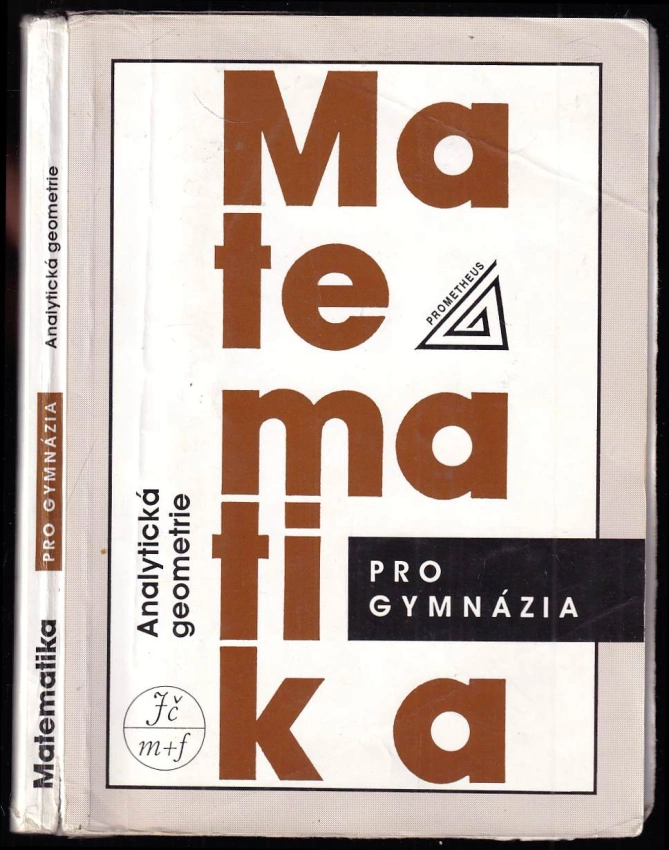 Matematika
PRO GYMNÁZIA
Analytická geometrie
Ma
te
PROMETHEUS
ma
ti
ka
Analytická
geometrie
PRO
GYMNÁZIA
Jč
m+f